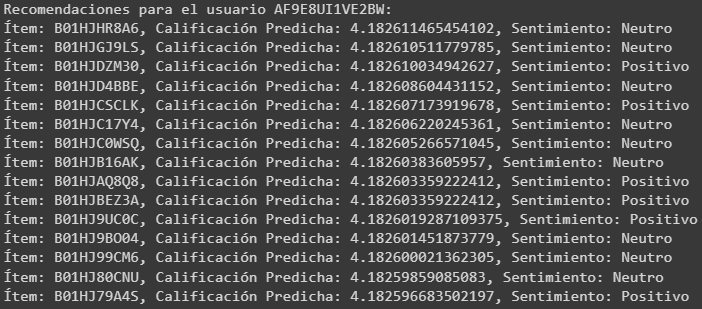 Recomendaciones para el usuario AF9E8UI1VE2BW:
Ítem: B01HJHR8A6, Calificación Predicha: 4.182611465454102, Sentimiento: Neutro
Ítem: B01HJGJ9LS, Calificación Predicha: 4.182610511779785, Sentimiento: Neutro
Ítem: B01HJDZM30, Calificación Predicha: 4.182610034942627, Sentimiento: Positivo
Ítem: B01HJD4BBE, Calificación Predicha: 4.182608604431152, Sentimiento: Neutro
Ítem: B01HJCSCLK, Calificación Predicha: 4.182607173919678, Sentimiento: Positivo
Ítem: B01HJC17Y4, Calificación Predicha: 4.182606220245361, Sentimiento: Neutro
Ítem: B01HJC0WSQ, Calificación Predicha: 4.182605266571045, Sentimiento: Neutro
Ítem: B01HJB16AK, Calificación Predicha: 4.18260383605957, Sentimiento: Neutro
Ítem: B01HJAQ8Q8, Calificación Predicha: 4.182603359222412, Sentimiento: Positivo
Ítem: B01HJBEZ3A, Calificación Predicha: 4.182603359222412, Sentimiento: Positivo
Ítem: B01HJ9UC0C, Calificación Predicha: 4.1826019287109375, Sentimiento: Positivo
Ítem: B01HJ9BO04, Calificación Predicha: 4.182601451873779, Sentimiento: Neutro
Ítem: B01HJ99CM6, Calificación Predicha: 4.182600021362305, Sentimiento: Neutro
Ítem: B01HJ80CNU, Calificación Predicha: 4.18259859085083, Sentimiento: Neutro
Ítem: B01HJ79A4S, Calificación Predicha: 4.182596683502197, Sentimiento: Positivo